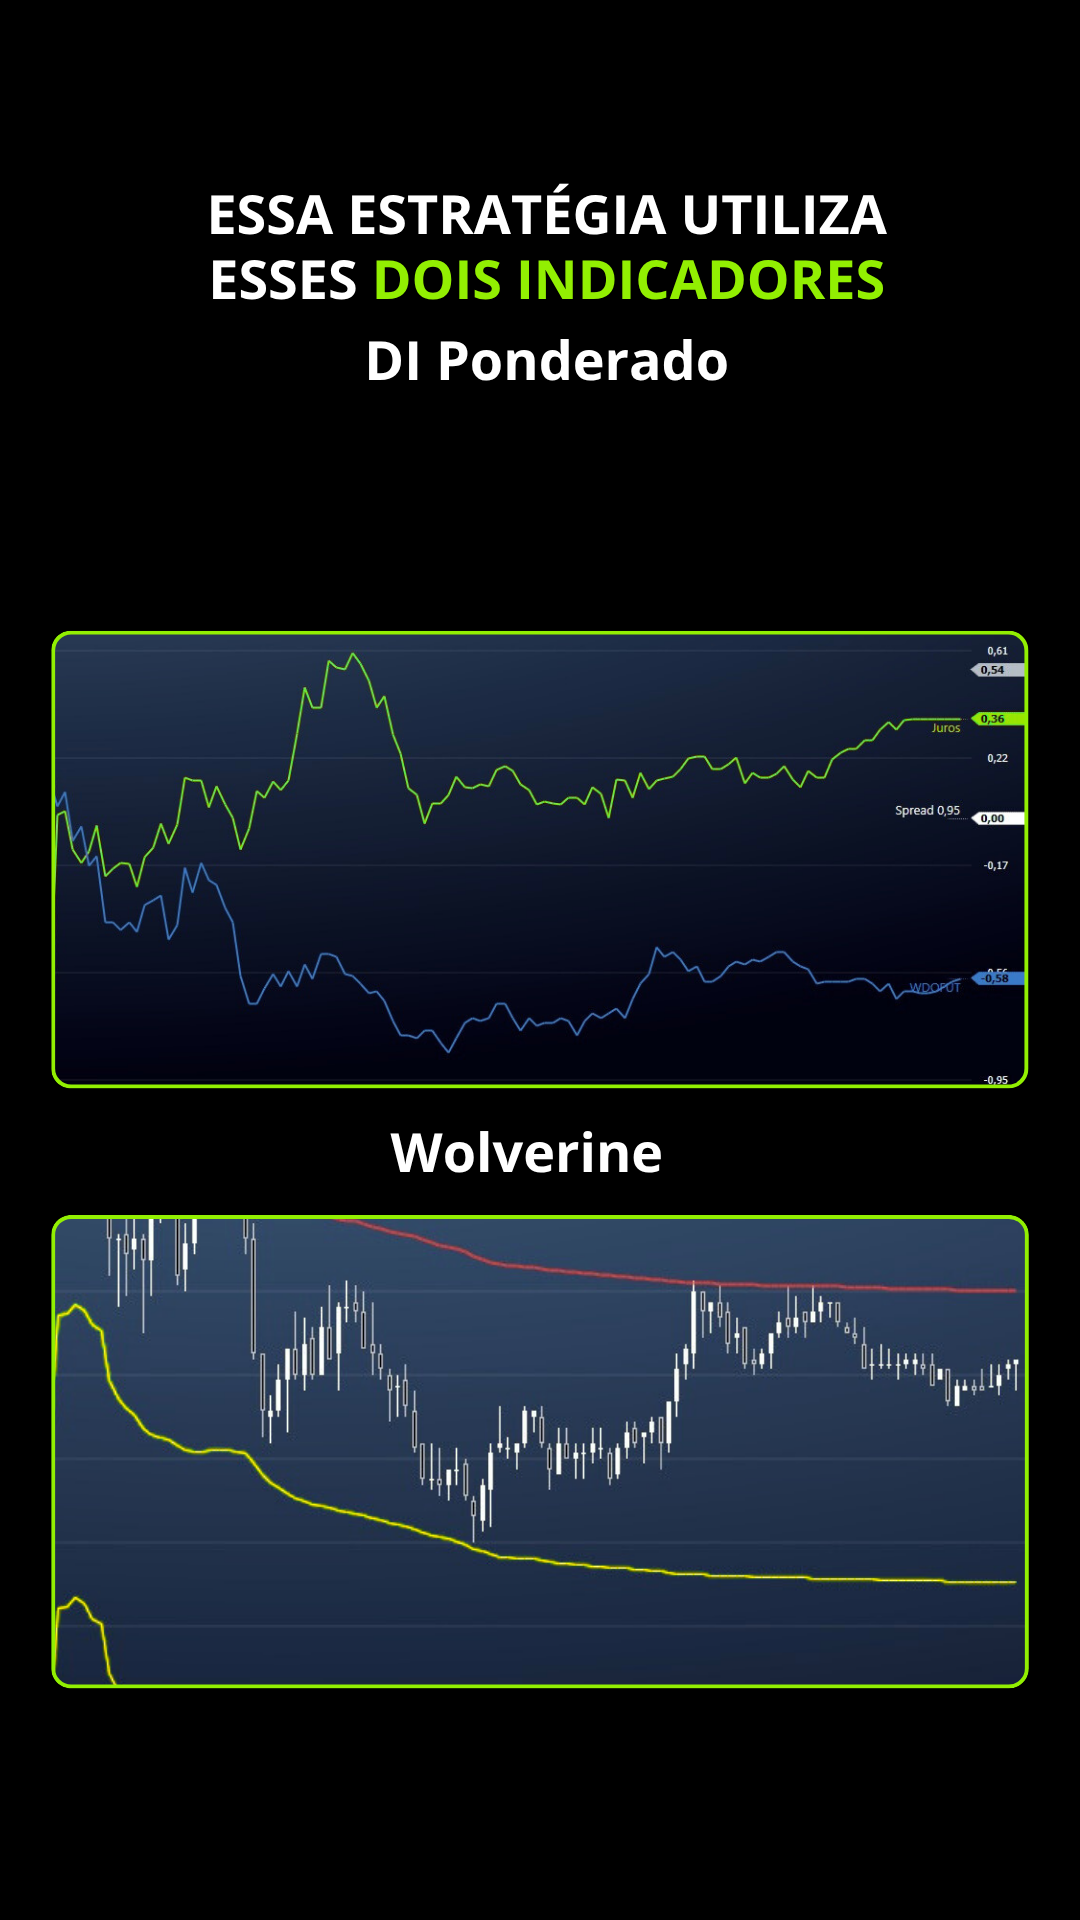 ESSA ESTRATÉGIA UTILIZA
ESSES DOIS INDICADORES
DI Ponderado
0,61
0,54
0,36
Juros
0,22
Spread 0,95
0,00
-0,17
-0,58
WDOFUT
-0,95
Wolverine